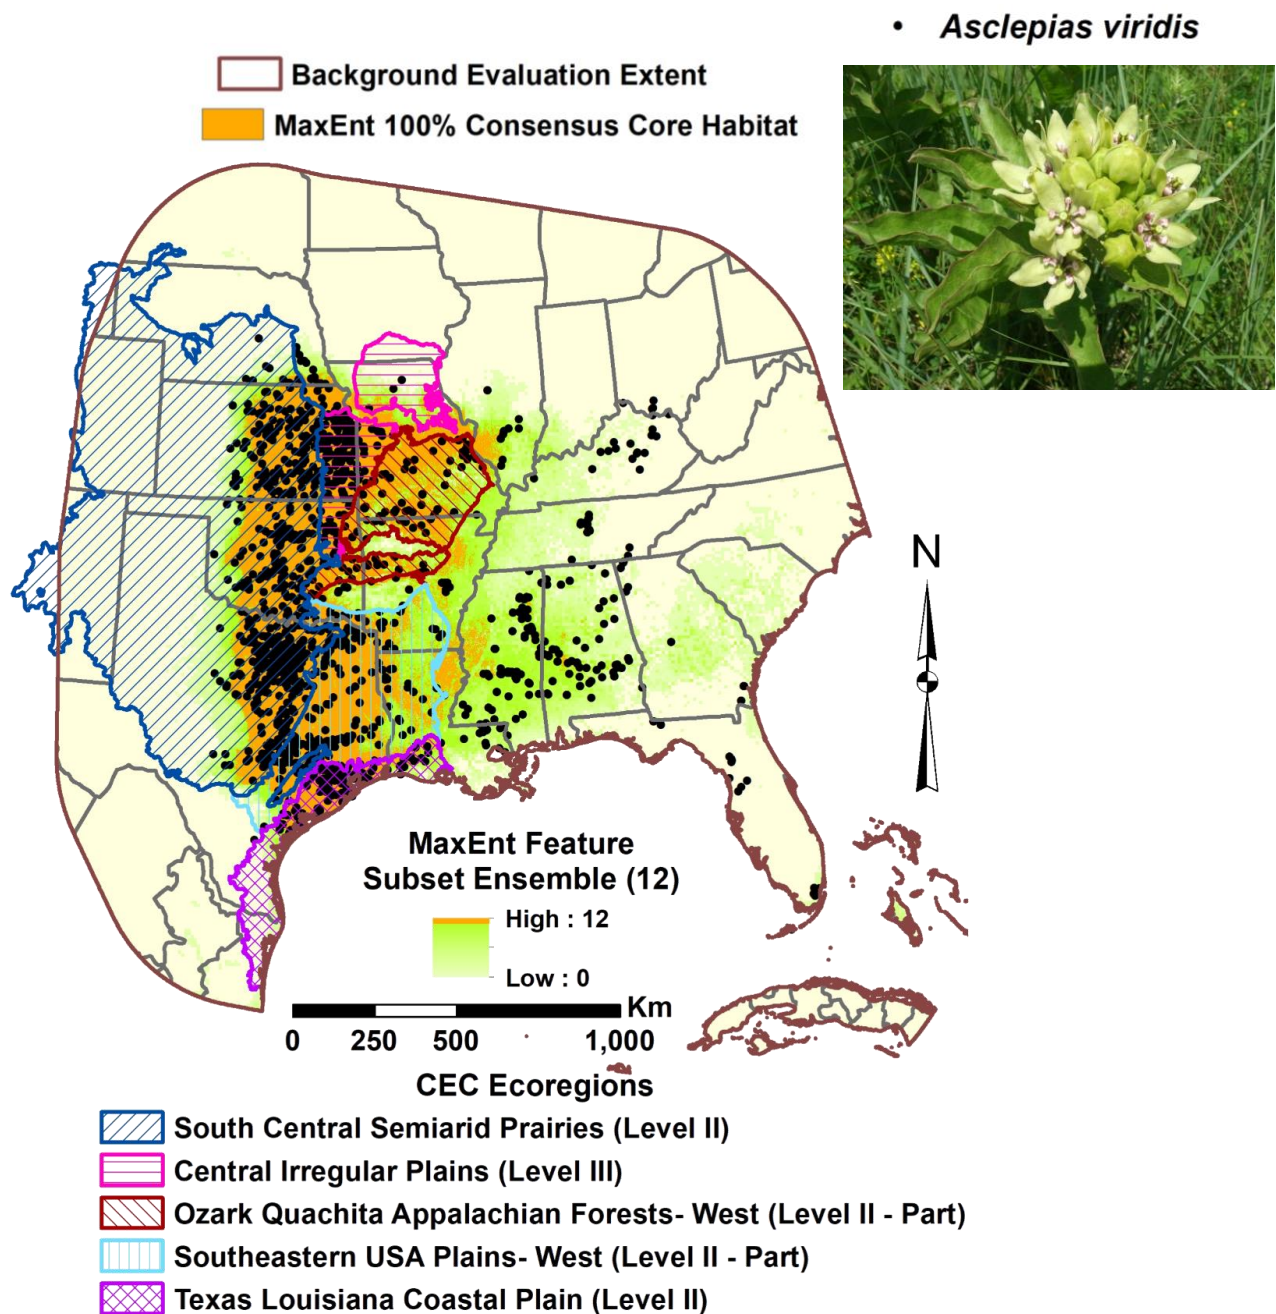 Asclepias viridis
Background Evaluation Extent
MaxEnt 100% Consensus Core Habitat
N
MaxEnt Feature
Subset Ensemble (12)
High : 12
Low : 0
Km
0 250 500 1,000
CEC Ecoregions
South Central Semiarid Prairies (Level II)
Central Irregular Plains (Level III)
Ozark Quachita Appalachian Forests- West (Level II - Part)
Southeastern USA Plains- West (Level II - Part)
Texas Louisiana Coastal Plain (Level II)